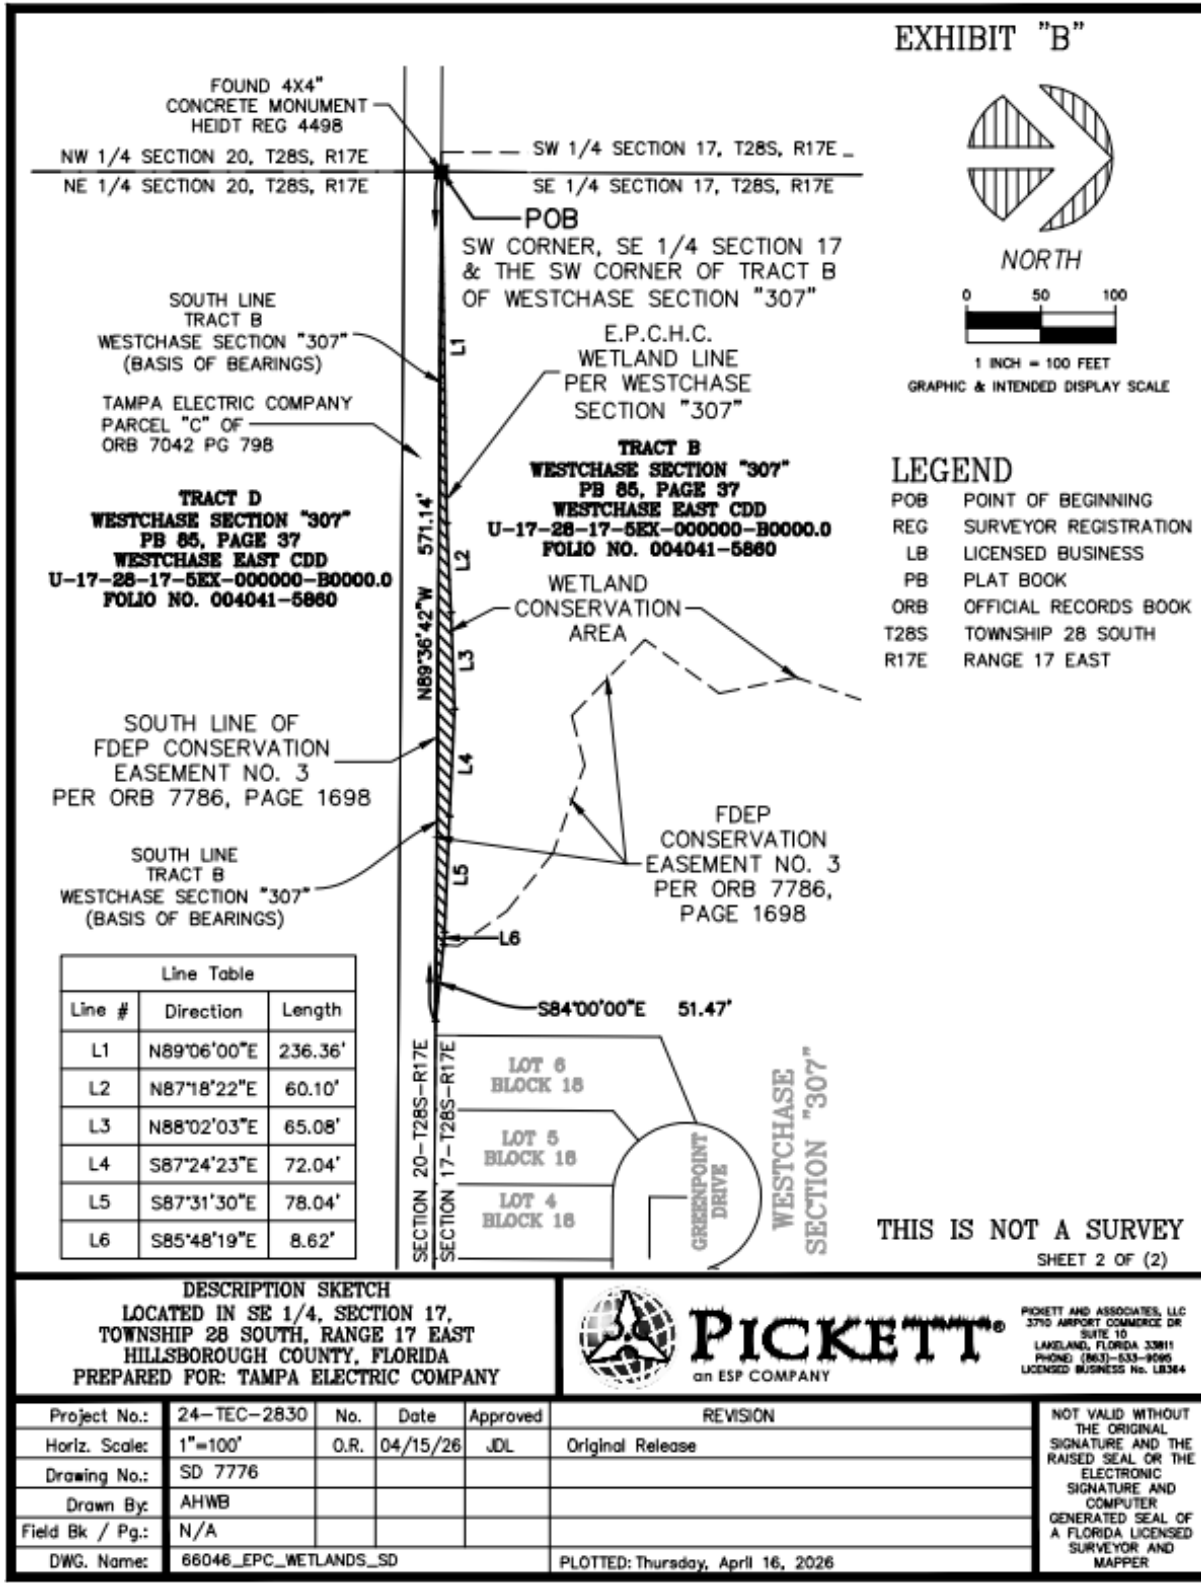 EXHIBIT "B"
FOUND 4X4"
CONCRETE MONUMENT
HEIDT REG 4498
NW 1/4 SECTION 20, T28S, R17E
SW 1/4 SECTION 17, T28S, R17E
NE 1/4 SECTION 20, T28S, R17E
SE 1/4 SECTION 17, T28S, R17E
POB
SW CORNER, SE 1/4 SECTION 17
& THE SW CORNER OF TRACT B
OF WESTCHASE SECTION "307"
NORTH
0 50 100
1 INCH = 100 FEET
GRAPHIC & INTENDED DISPLAY SCALE
SOUTH LINE
TRACT B
WESTCHASE SECTION "307"
(BASIS OF BEARINGS)
L1
E.P.C.H.C.
WETLAND LINE
PER WESTCHASE
SECTION "307"
TAMPA ELECTRIC COMPANY
PARCEL "C" OF
ORB 7042 PG 798
TRACT B
WESTCHASE SECTION "307"
PB 85, PAGE 37
WESTCHASE EAST CDD
U-17-28-17-5EX-000000-B0000.0
FOLIO NO. 004041-5860
TRACT D
WESTCHASE SECTION "307"
PB 85, PAGE 37
WESTCHASE EAST CDD
U-17-28-17-5EX-000000-B0000.0
FOLIO NO. 004041-5860
N89°36'42"W 571.14'
L2
L3
L4
L5
LEGEND
POB POINT OF BEGINNING
REG SURVEYOR REGISTRATION
LB LICENSED BUSINESS
PB PLAT BOOK
ORB OFFICIAL RECORDS BOOK
T28S TOWNSHIP 28 SOUTH
R17E RANGE 17 EAST
WETLAND
CONSERVATION
AREA
SOUTH LINE OF
FDEP CONSERVATION
EASEMENT NO. 3
PER ORB 7786, PAGE 1698
FDEP
CONSERVATION
EASEMENT NO. 3
PER ORB 7786,
PAGE 1698
SOUTH LINE
TRACT B
WESTCHASE SECTION "307"
(BASIS OF BEARINGS)
L6
S84°00'00"E 51.47'
Line Table
Line # Direction Length
L1 N89°06'00"E 236.36'
L2 N87°18'22"E 60.10'
L3 N88°02'03"E 65.08'
L4 S87°24'23"E 72.04'
L5 S87°31'30"E 78.04'
L6 S85°48'19"E 8.62'
SECTION 20-T28S-R17E
SECTION 17-T28S-R17E
LOT 6
BLOCK 18
LOT 5
BLOCK 18
LOT 4
BLOCK 18
GREENPOINT
DRIVE
WESTCHASE
SECTION "307"
THIS IS NOT A SURVEY
SHEET 2 OF (2)
DESCRIPTION SKETCH
LOCATED IN SE 1/4, SECTION 17,
TOWNSHIP 28 SOUTH, RANGE 17 EAST
HILLSBOROUGH COUNTY, FLORIDA
PREPARED FOR: TAMPA ELECTRIC COMPANY
PICKETT®
an ESP COMPANY
PICKETT AND ASSOCIATES, LLC
3710 AIRPORT COMMERCE DR
SUITE 10
LAKELAND, FLORIDA 33811
PHONE: (863)-533-9095
LICENSED BUSINESS No. LB364
Project No.: 24-TEC-2830 No. Date Approved REVISION
Horiz. Scale: 1"=100' O.R. 04/15/26 JDL Original Release
Drawing No.: SD 7776
Drawn By: AHWB
Field Bk / Pg.: N/A
DWG. Name: 66046_EPC_WETLANDS_SD PLOTTED: Thursday, April 16, 2026
NOT VALID WITHOUT
THE ORIGINAL
SIGNATURE AND THE
RAISED SEAL OR THE
ELECTRONIC
SIGNATURE AND
COMPUTER
GENERATED SEAL OF
A FLORIDA LICENSED
SURVEYOR AND
MAPPER